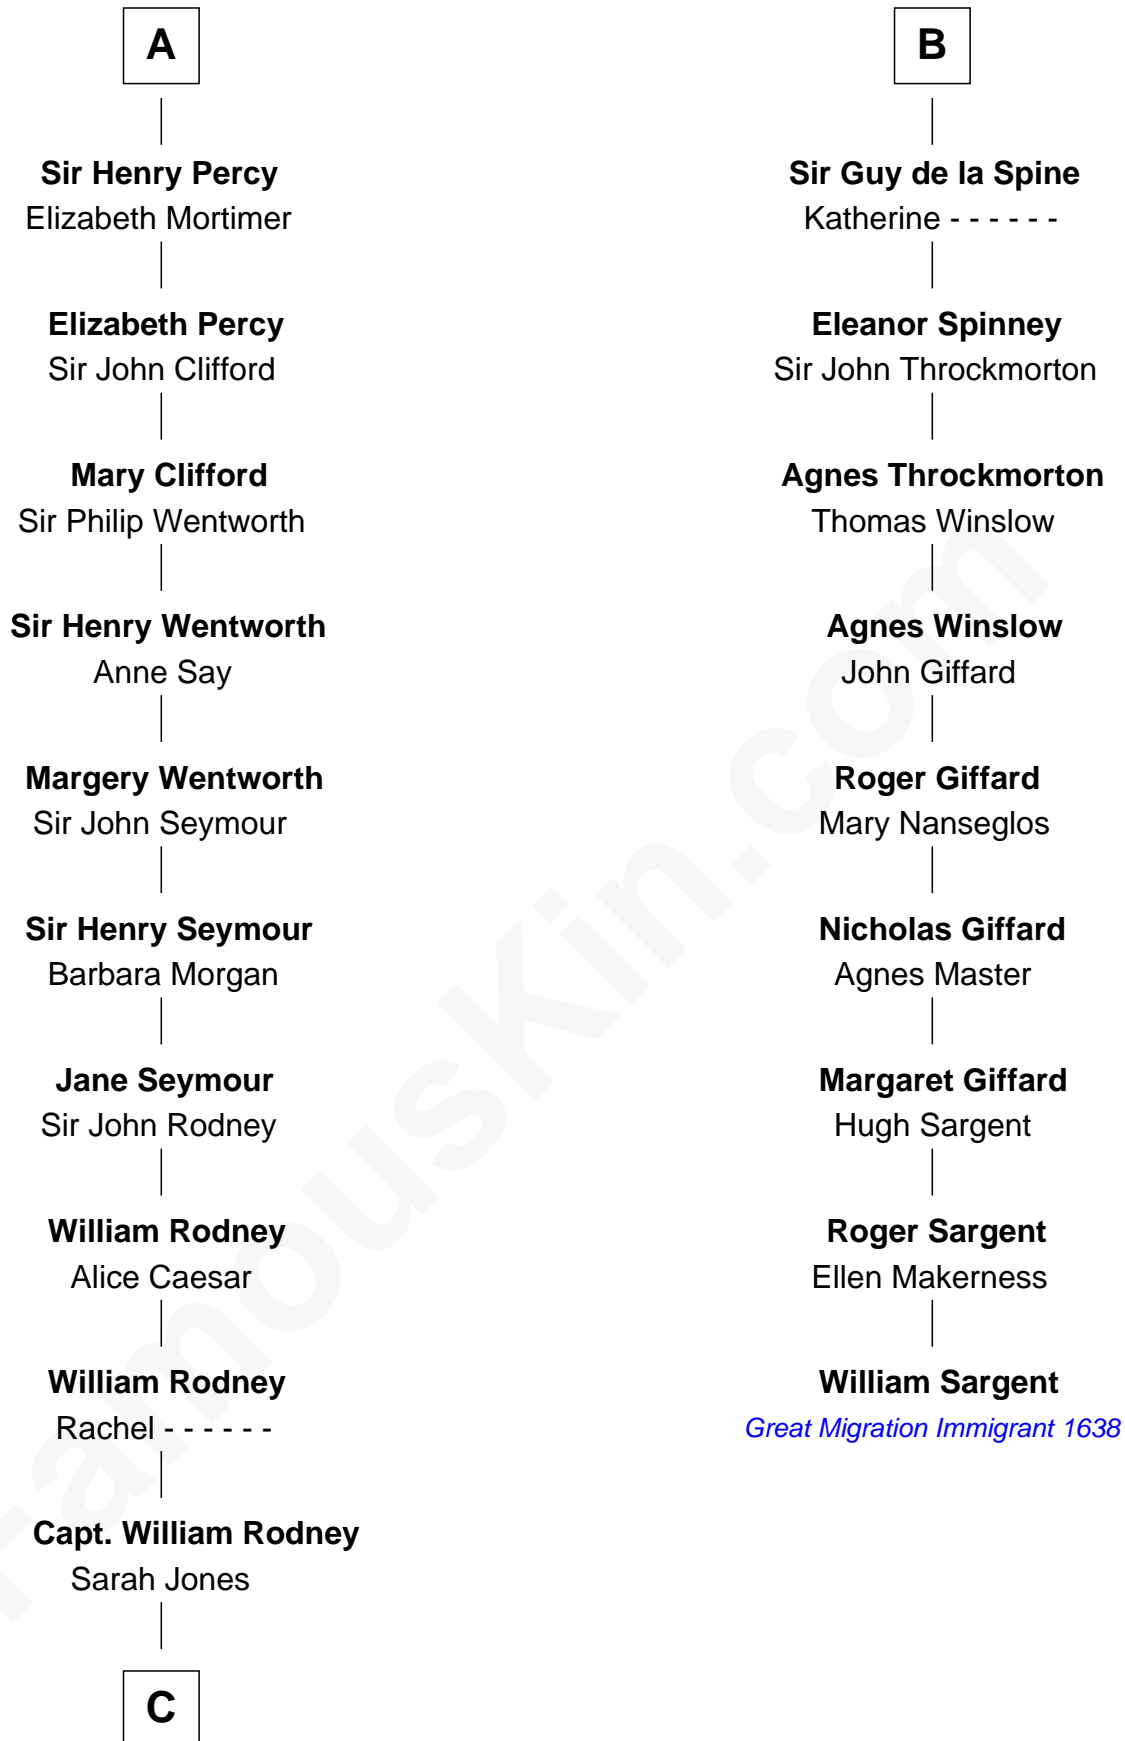 A
Sir Henry Percy
Elizabeth Mortimer
Elizabeth Percy
Sir John Clifford
Mary Clifford
Sir Philip Wentworth
Sir Henry Wentworth
Anne Say
Margery Wentworth
Sir John Seymour
Sir Henry Seymour
Barbara Morgan
Jane Seymour
Sir John Rodney
William Rodney
Alice Caesar
William Rodney
Rachel - - - - - -
Capt. William Rodney
Sarah Jones
C
B
Sir Guy de la Spine
Katherine - - - - - -
Eleanor Spinney
Sir John Throckmorton
Agnes Throckmorton
Thomas Winslow
Agnes Winslow
John Giffard
Roger Giffard
Mary Nanseglos
Nicholas Giffard
Agnes Master
Margaret Giffard
Hugh Sargent
Roger Sargent
Ellen Makerness
William Sargent
Great Migration Immigrant 1638
FamousKin.com